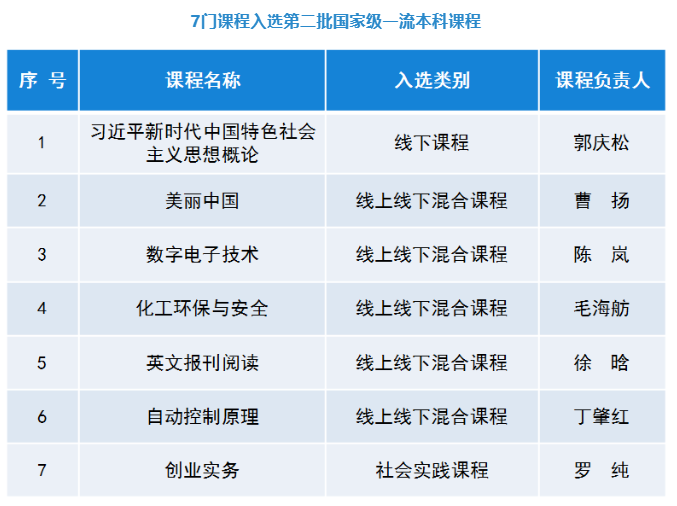 7门课程入选第二批国家级一流本科课程
序 号 课程名称 入选类别 课程负责人
1 习近平新时代中国特色社会主义思想概论 线下课程 郭庆松
2 美丽中国 线上线下混合课程 曹 扬
3 数字电子技术 线上线下混合课程 陈 岚
4 化工环保与安全 线上线下混合课程 毛海舫
5 英文报刊阅读 线上线下混合课程 徐 晗
6 自动控制原理 线上线下混合课程 丁肇红
7 创业实务 社会实践课程 罗 纯